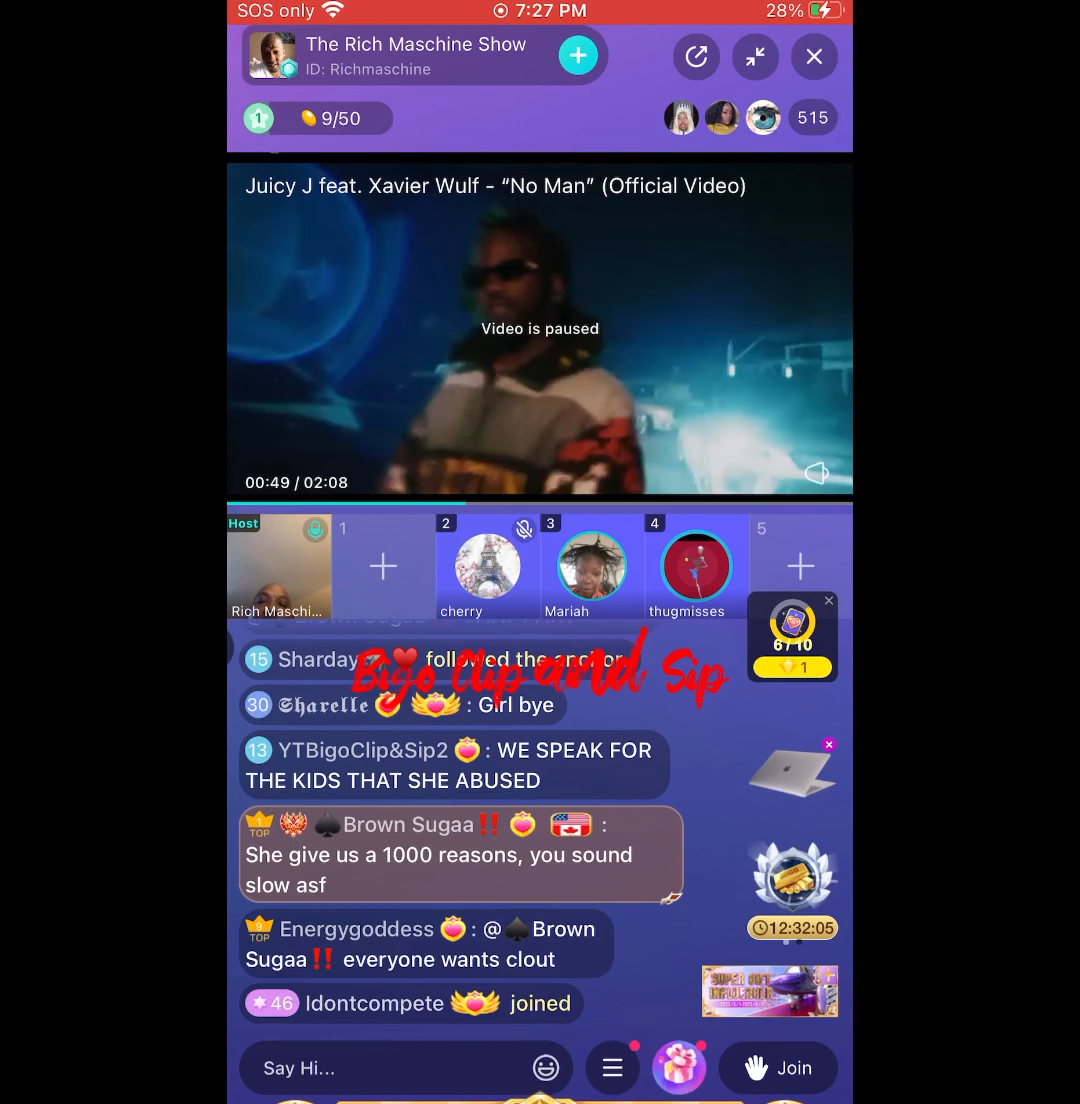 SOS only 7:27 PM 28%
The Rich Maschine Show
ID: Richmaschine
1 9/50 515
Juicy J feat. Xavier Wulf - “No Man” (Official Video)
Video is paused
00:49 / 02:08
Host 1 2 3 4 5
Rich Maschi... cherry Mariah thugmisses
6/10
1
15 Sharday followed the anchor
Bigo Clip and Sip
30 𝕾𝖍𝖆𝖗𝖊𝖑𝖑𝖊 : Girl bye
13 YTBigoClip&Sip2 : WE SPEAK FOR
THE KIDS THAT SHE ABUSED
1 TOP ♠️Brown Sugaa‼️ :
She give us a 1000 reasons, you sound
slow asf
9 TOP Energygoddess : @♠️Brown
Sugaa‼️ everyone wants clout
12:32:05
46 Idontcompete joined
SUPER GIFT
Say Hi... Join